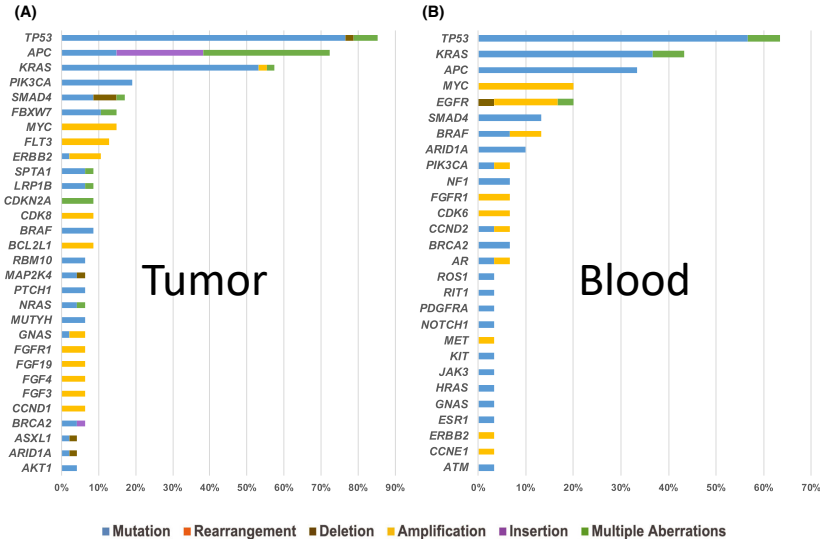 (A)
TP53
APC
KRAS
PIK3CA
SMAD4
FBXW7
MYC
FLT3
ERBB2
SPTA1
LRP1B
CDKN2A
CDK8
BRAF
BCL2L1
RBM10
MAP2K4
PTCH1
NRAS
MUTYH
GNAS
FGFR1
FGF19
FGF4
FGF3
CCND1
BRCA2
ASXL1
ARID1A
AKT1
0% 10% 20% 30% 40% 50% 60% 70% 80% 90%
Tumor
(B)
TP53
KRAS
APC
MYC
EGFR
SMAD4
BRAF
ARID1A
PIK3CA
NF1
FGFR1
CDK6
CCND2
BRCA2
AR
ROS1
RIT1
PDGFRA
NOTCH1
MET
KIT
JAK3
HRAS
GNAS
ESR1
ERBB2
CCNE1
ATM
0% 10% 20% 30% 40% 50% 60% 70%
Blood
Mutation Rearrangement Deletion Amplification Insertion Multiple Aberrations